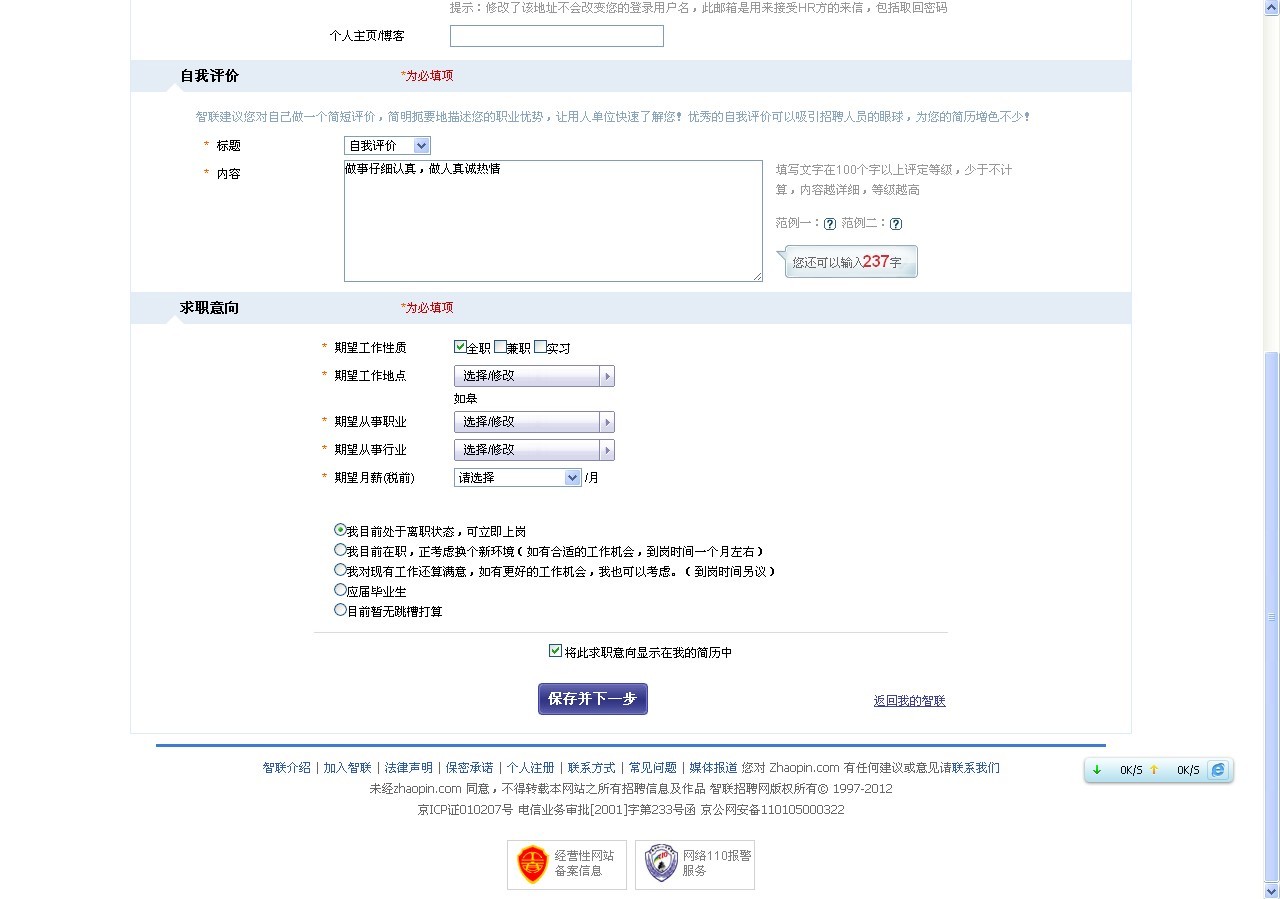 提示：修改了该地址不会改变您的登录用户名，此邮箱是用来接受HR方的来信，包括取回密码
个人主页/博客
自我评价 *为必填项
智联建议您对自己做一个简短评价，简明扼要地描述您的职业优势，让用人单位快速了解您！优秀的自我评价可以吸引招聘人员的眼球，为您的简历增色不少！
* 标题 自我评价
* 内容 做事仔细认真，做人真诚热情
填写文字在100个字以上评定等级，少于不计
算，内容越详细，等级越高
范例一：? 范例二：?
您还可以输入237字
求职意向 *为必填项
* 期望工作性质 全职 兼职 实习
* 期望工作地点 选择/修改
如皋
* 期望从事职业 选择/修改
* 期望从事行业 选择/修改
* 期望月薪(税前) 请选择 /月
我目前处于离职状态，可立即上岗
我目前在职，正考虑换个新环境（如有合适的工作机会，到岗时间一个月左右）
我对现有工作还算满意，如有更好的工作机会，我也可以考虑。（到岗时间另议）
应届毕业生
目前暂无跳槽打算
将此求职意向显示在我的简历中
保存并下一步 返回我的智联
智联介绍 | 加入智联 | 法律声明 | 保密承诺 | 个人注册 | 联系方式 | 常见问题 | 媒体报道 您对 Zhaopin.com 有任何建议或意见请联系我们
↓ 0K/S ↑ 0K/S
未经zhaopin.com 同意，不得转载本网站之所有招聘信息及作品 智联招聘网版权所有© 1997-2012
京ICP证010207号 电信业务审批[2001]字第233号函 京公网安备110105000322
经营性网站
备案信息
网络110报警
服务